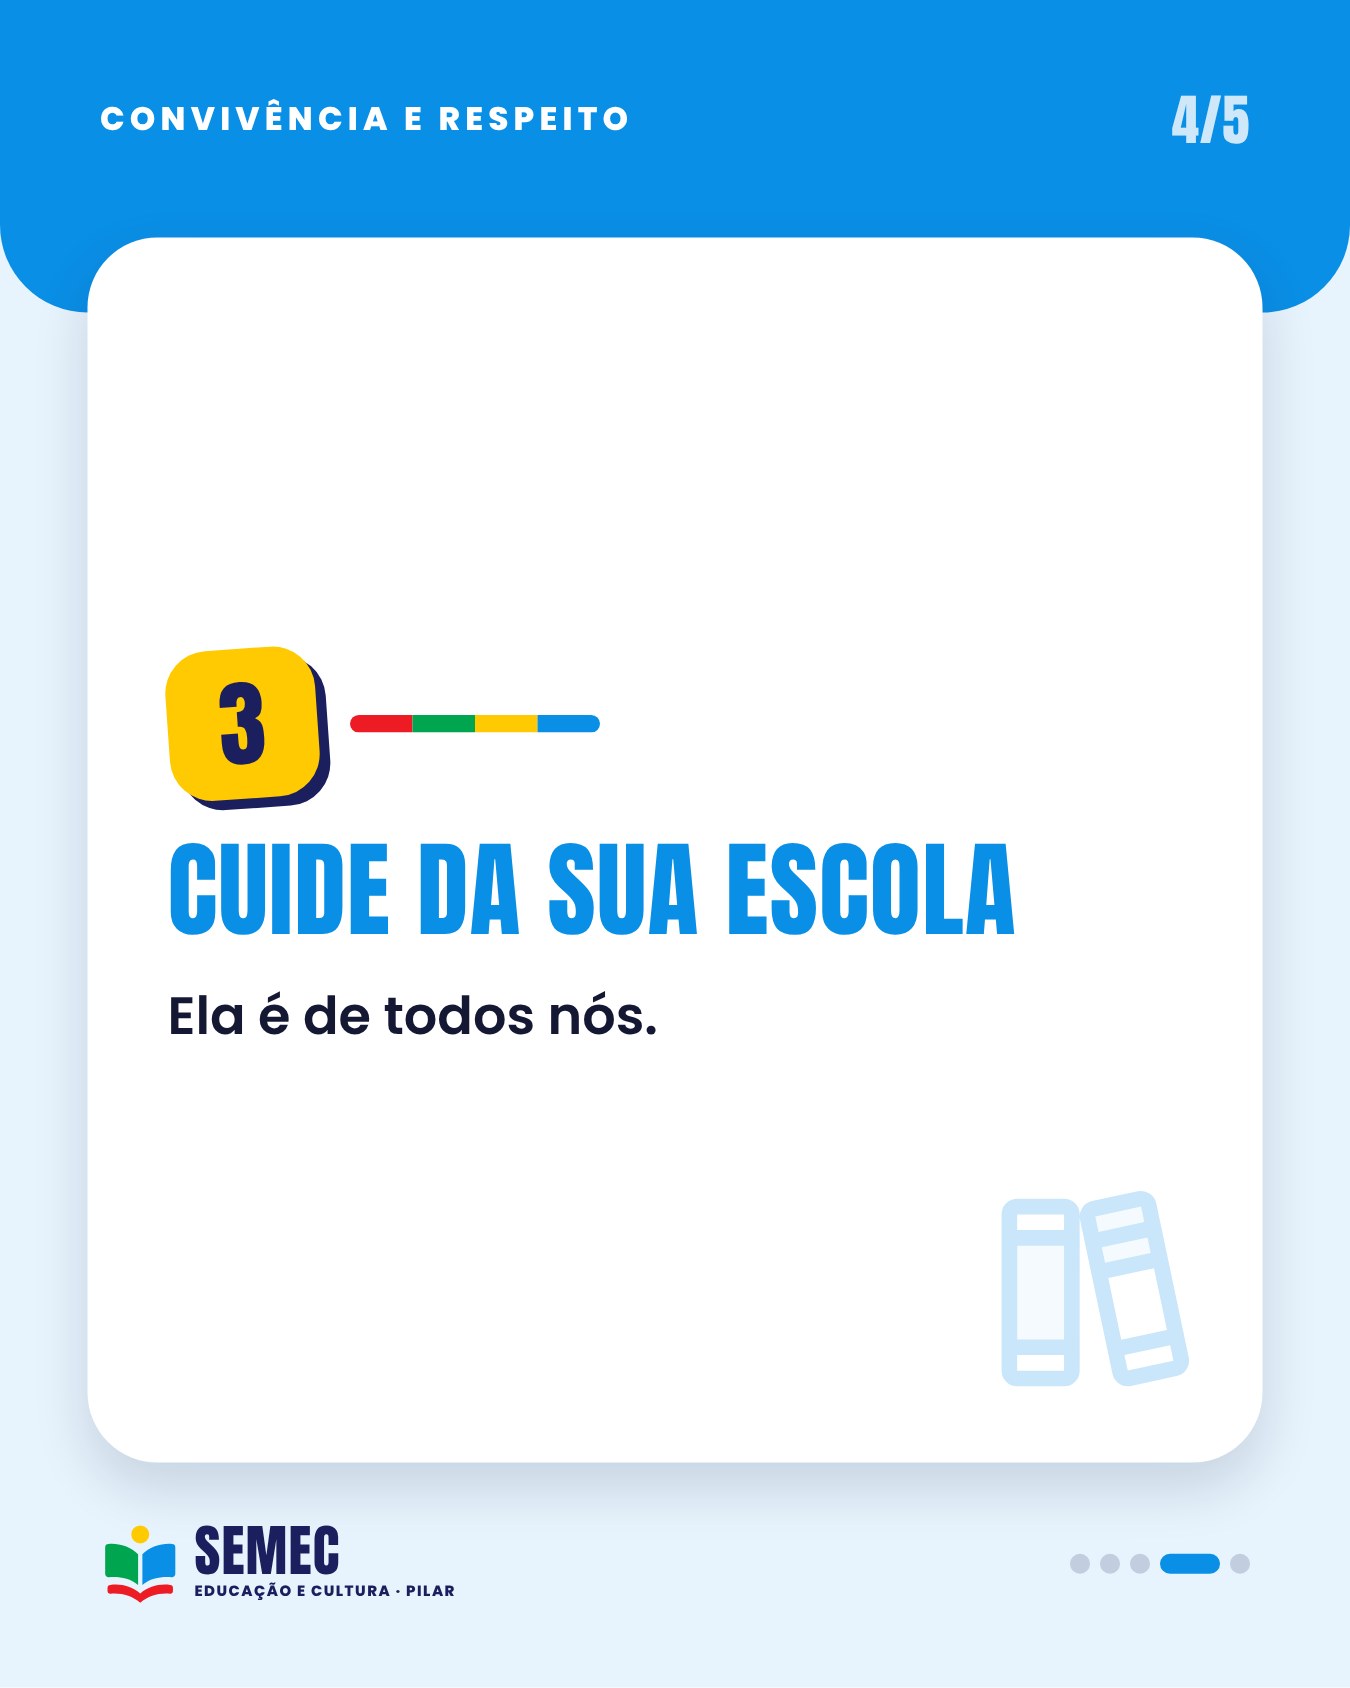 CONVIVÊNCIA E RESPEITO
4/5
3
CUIDE DA SUA ESCOLA
Ela é de todos nós.
SEMEC
EDUCAÇÃO E CULTURA · PILAR